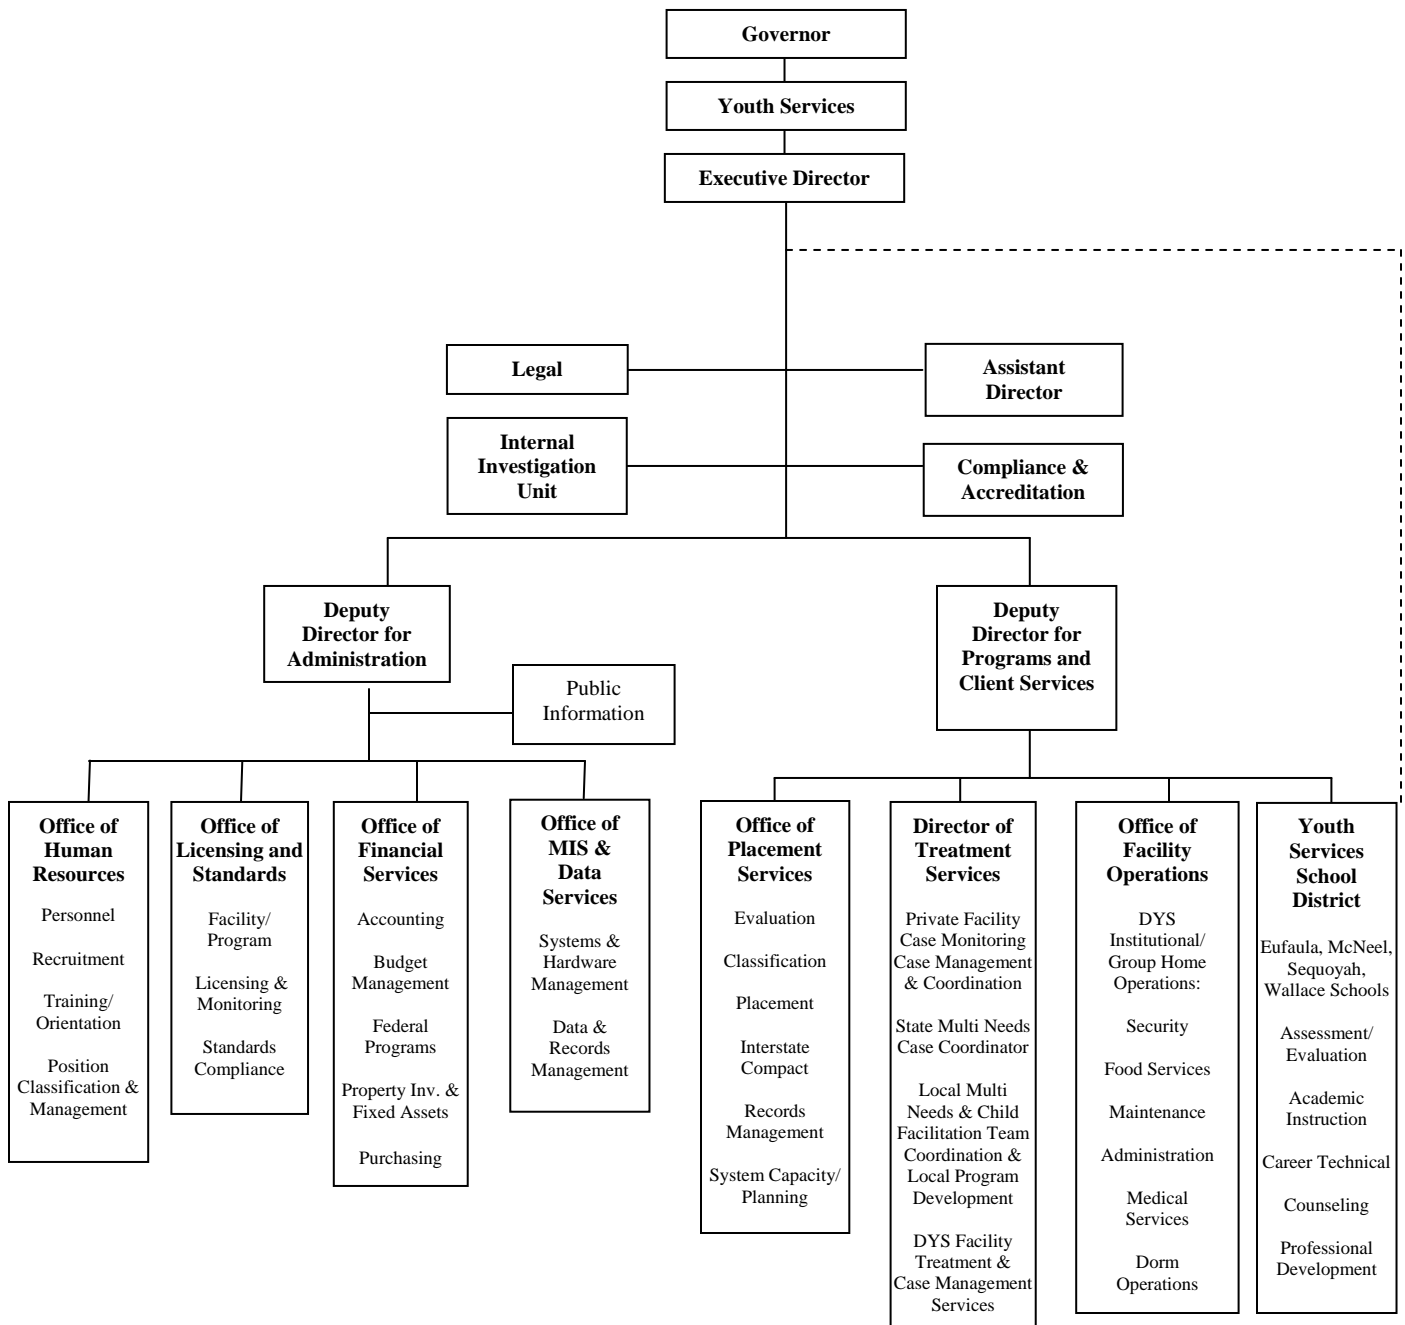 Governor
Youth Services
Executive Director
Legal
Assistant
Director
Internal
Investigation
Unit
Compliance &
Accreditation
Deputy
Director for
Administration
Deputy
Director for
Programs and
Client Services
Public
Information
Office of
Human
Resources
Personnel
Recruitment
Training/
Orientation
Position
Classification &
Management
Office of
Licensing and
Standards
Facility/
Program
Licensing &
Monitoring
Standards
Compliance
Office of
Financial
Services
Accounting
Budget
Management
Federal
Programs
Property Inv. &
Fixed Assets
Purchasing
Office of
MIS &
Data
Services
Systems &
Hardware
Management
Data &
Records
Management
Office of
Placement
Services
Evaluation
Classification
Placement
Interstate
Compact
Records
Management
System Capacity/
Planning
Director of
Treatment
Services
Private Facility
Case Monitoring
Case Management
& Coordination
State Multi Needs
Case Coordinator
Local Multi
Needs & Child
Facilitation Team
Coordination &
Local Program
Development
DYS Facility
Treatment &
Case Management
Services
Office of
Facility
Operations
DYS
Institutional/
Group Home
Operations:
Security
Food Services
Maintenance
Administration
Medical
Services
Dorm
Operations
Youth
Services
School
District
Eufaula, McNeel,
Sequoyah,
Wallace Schools
Assessment/
Evaluation
Academic
Instruction
Career Technical
Counseling
Professional
Development